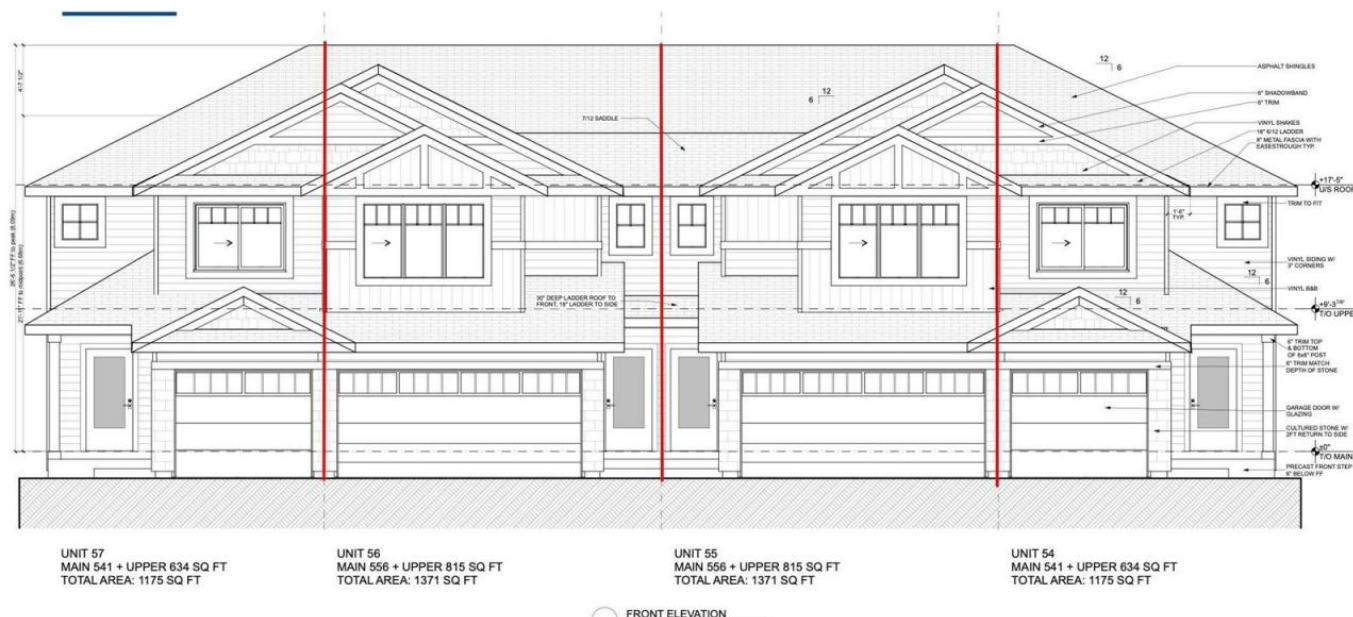 4'-7 1/2"
12
6
12
6
ASPHALT SHINGLES
6" SHADOWBAND
6" TRIM
7/12 SADDLE
VINYL SHAKES
18" 6/12 LADDER
8" METAL FASCIA WITH
EASESTROUGH TYP.
+17'-5"
U/S ROOF
TRIM TO FIT
1'-6"
TYP.
VINYL SIDING W/
3" CORNERS
12
6
12
6
VINYL B&B
30" DEEP LADDER ROOF TO
FRONT, 18" LADDER TO SIDE
+9'-3 7/8"
T/O UPPER
6" TRIM TOP
& BOTTOM
OF 6x6" POST
6" TRIM MATCH
DEPTH OF STONE
GARAGE DOOR W/
GLAZING
CULTURED STONE W/
2FT RETURN TO SIDE
±0"
T/O MAIN
PRECAST FRONT STEP
6" BELOW FF
UNIT 57
MAIN 541 + UPPER 634 SQ FT
TOTAL AREA: 1175 SQ FT
UNIT 56
MAIN 556 + UPPER 815 SQ FT
TOTAL AREA: 1371 SQ FT
UNIT 55
MAIN 556 + UPPER 815 SQ FT
TOTAL AREA: 1371 SQ FT
UNIT 54
MAIN 541 + UPPER 634 SQ FT
TOTAL AREA: 1175 SQ FT
FRONT ELEVATION